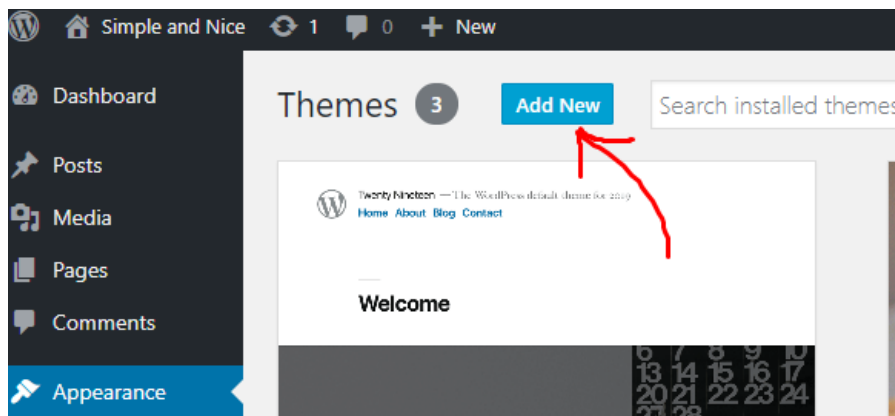 Simple and Nice 1 0 + New
Dashboard
Posts
Media
Pages
Comments
Appearance
Themes 3 Add New Search installed themes
Twenty Nineteen — The WordPress default theme for 2019
Home About Blog Contact
Welcome
6 7 8 9 10
13 14 15 16 17
20 21 22 23 24
27 28